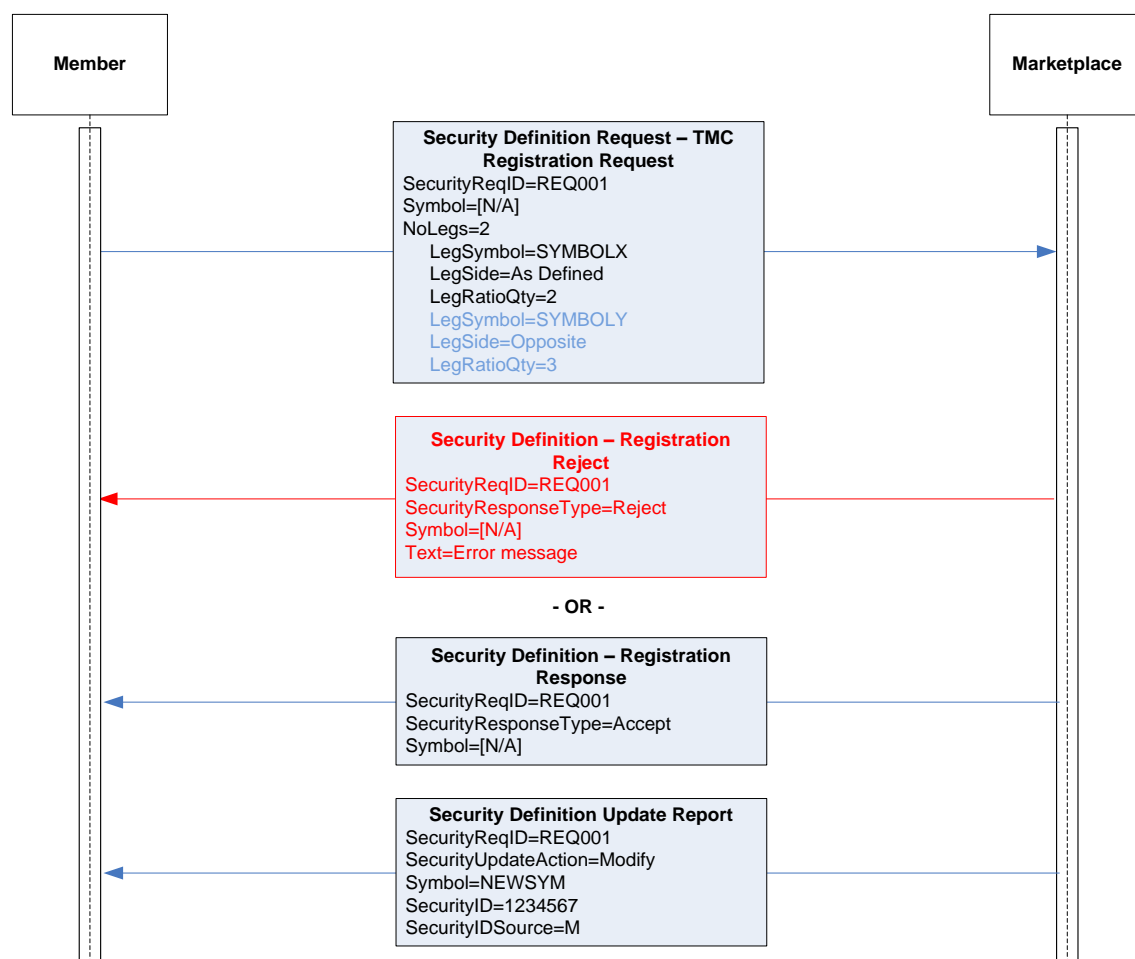 Member
Marketplace
Security Definition Request – TMC
Registration Request
SecurityReqID=REQ001
Symbol=[N/A]
NoLegs=2
LegSymbol=SYMBOLX
LegSide=As Defined
LegRatioQty=2
LegSymbol=SYMBOLY
LegSide=Opposite
LegRatioQty=3
Security Definition – Registration
Reject
SecurityReqID=REQ001
SecurityResponseType=Reject
Symbol=[N/A]
Text=Error message
- OR -
Security Definition – Registration
Response
SecurityReqID=REQ001
SecurityResponseType=Accept
Symbol=[N/A]
Security Definition Update Report
SecurityReqID=REQ001
SecurityUpdateAction=Modify
Symbol=NEWSYM
SecurityID=1234567
SecurityIDSource=M